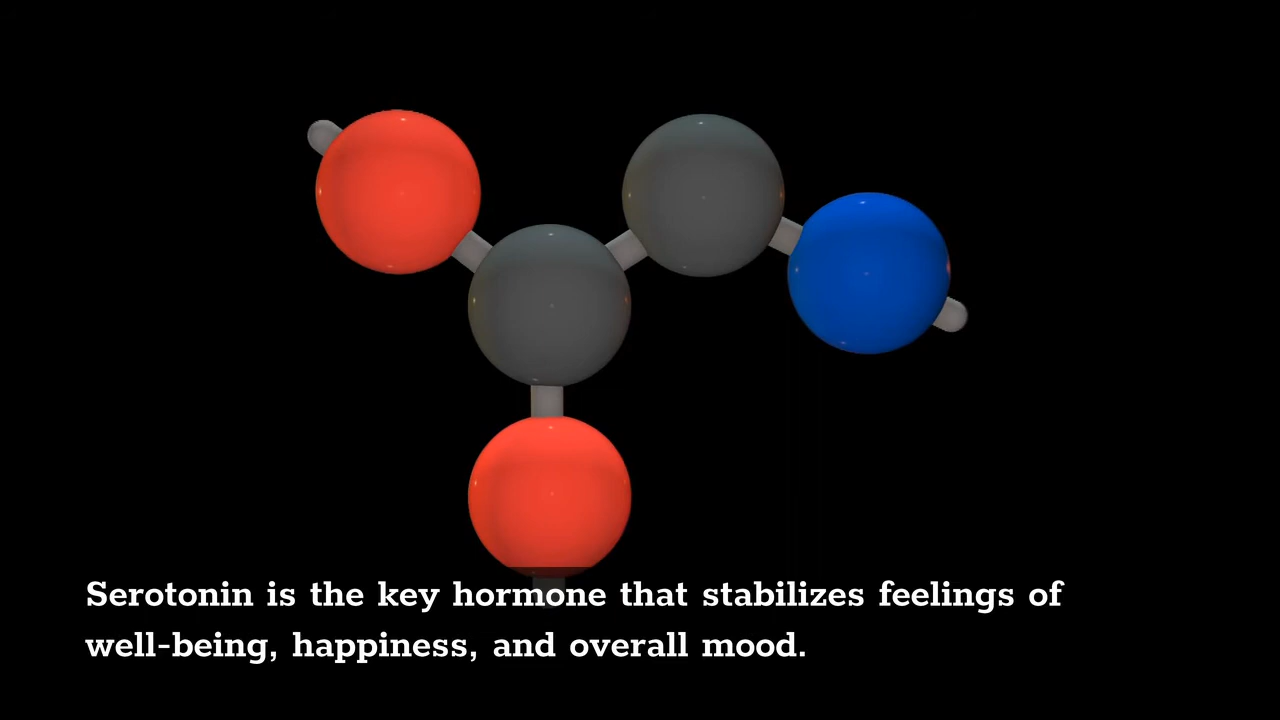 Serotonin is the key hormone that stabilizes feelings of
well-being, happiness, and overall mood.